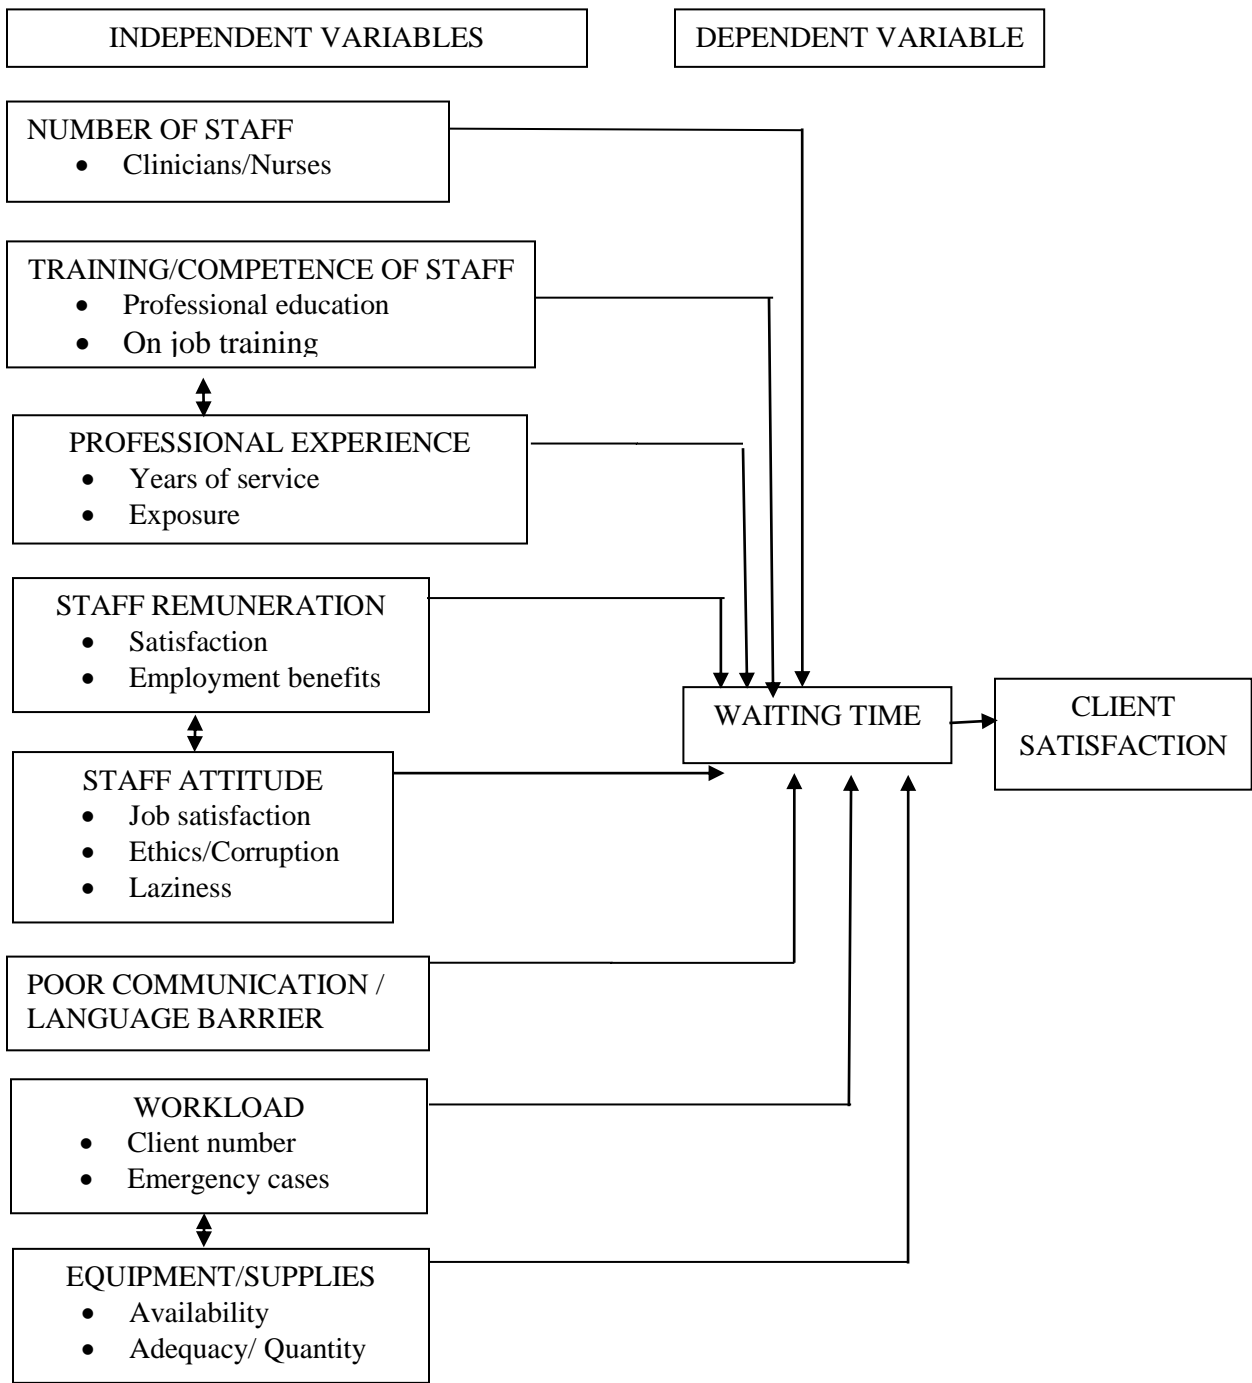 INDEPENDENT VARIABLES
DEPENDENT VARIABLE
NUMBER OF STAFF
• Clinicians/Nurses
TRAINING/COMPETENCE OF STAFF
• Professional education
• On job training
PROFESSIONAL EXPERIENCE
• Years of service
• Exposure
STAFF REMUNERATION
• Satisfaction
• Employment benefits
WAITING TIME
CLIENT
SATISFACTION
STAFF ATTITUDE
• Job satisfaction
• Ethics/Corruption
• Laziness
POOR COMMUNICATION /
LANGUAGE BARRIER
WORKLOAD
• Client number
• Emergency cases
EQUIPMENT/SUPPLIES
• Availability
• Adequacy/ Quantity